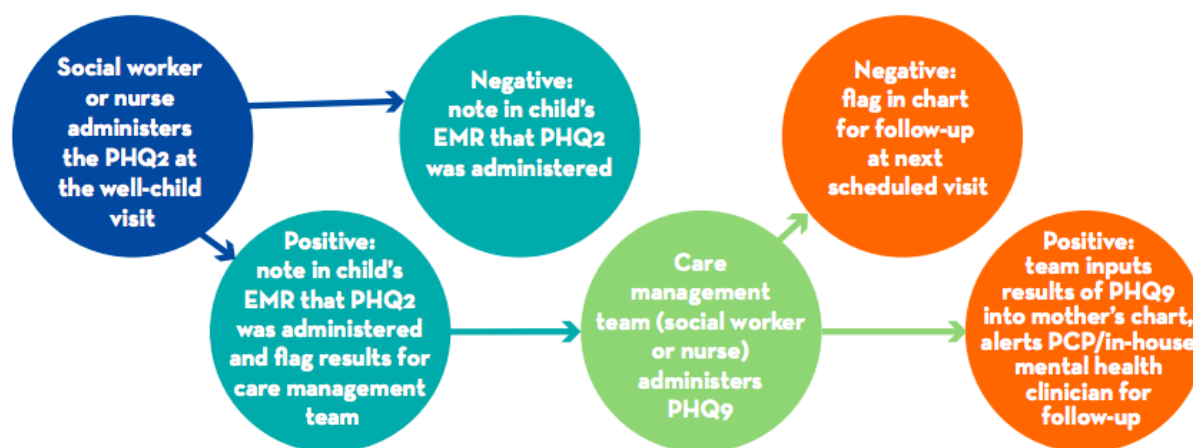 Social worker
or nurse
administers
the PHQ2 at
the well-child
visit
Negative:
note in child's
EMR that PHQ2
was administered
Positive:
note in child's
EMR that PHQ2
was administered
and flag results for
care management
team
Care
management
team (social worker
or nurse)
administers
PHQ9
Negative:
flag in chart
for follow-up
at next
scheduled visit
Positive:
team inputs
results of PHQ9
into mother's chart,
alerts PCP/in-house
mental health
clinician for
follow-up